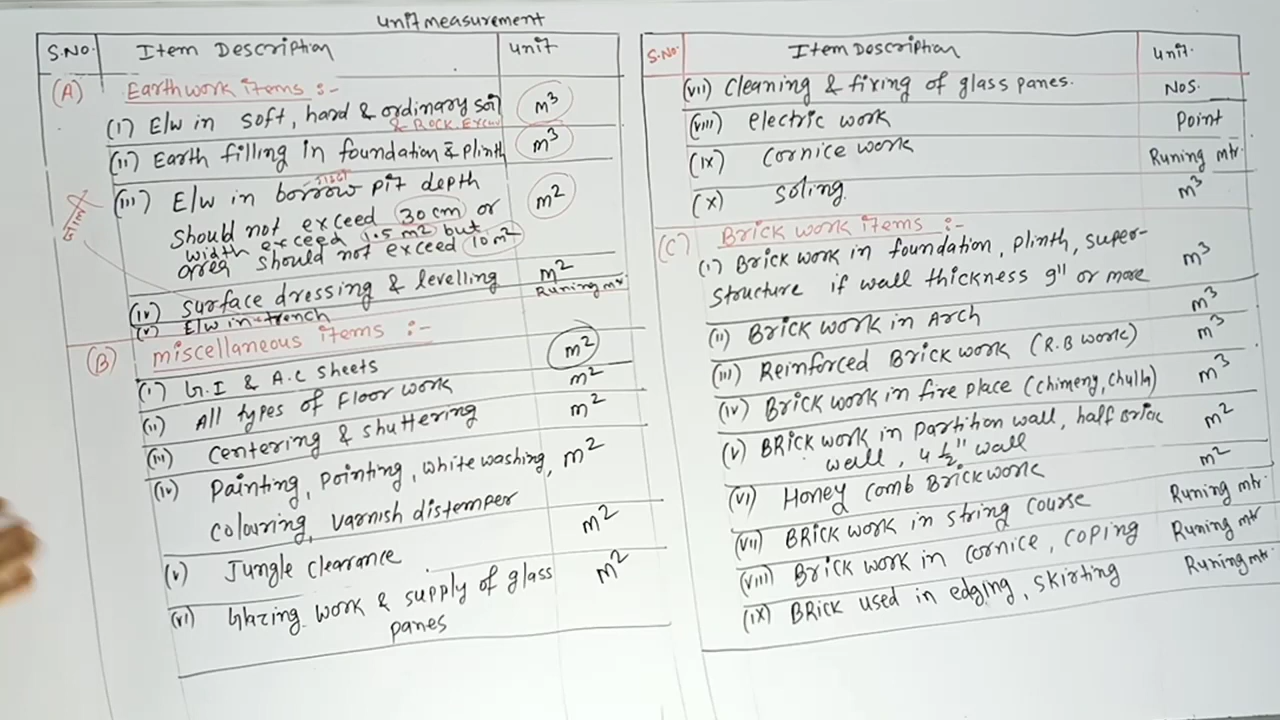 unit measurement
S.No. Item Description unit
(A) Earthwork items :-
(i) E/w in soft, hard & ordinary soil m³
& Rock Excav
(ii) Earth filling in foundation & plinth m³
(iii) E/w in borrow pit depth m²
should not exceed 30 cm or
width exceed 1.5 m² but
area should not exceed 10 m²
(iv) surface dressing & levelling m²
(v) E/w in trench Runing mtr
(B) miscellaneous items :-
(i) G.I & A.C sheets m²
(ii) All types of Floor work m²
(iii) Centering & shuttering m²
(iv) Painting, pointing, white washing, m²
colouring, varnish distemper
(v) Jungle clearance m²
(vi) Glazing work & supply of glass m²
panes
S.No. Item Description unit.
(vii) Cleaning & fixing of glass panes. Nos.
(viii) electric work Point
(ix) Cornice work Runing mtr.
(x) soling. m³
(C) Brick work items :-
(i) Brick work in foundation, plinth, super- m³
structure if wall thickness 9" or more
(ii) Brick work in Arch m³
(iii) Reinforced Brick work (R.B work) m³
(iv) Brick work in fire place (chimeny, chulla) m³
(v) BRick work in partition wall, half brick m²
wall, 4 ½" wall
(vi) Honey comb Brickwork m²
(vii) BRick work in string course Runing mtr.
(viii) Brick work in cornice, coping Runing mtr
(ix) BRick used in edging, skirting Runing mtr.